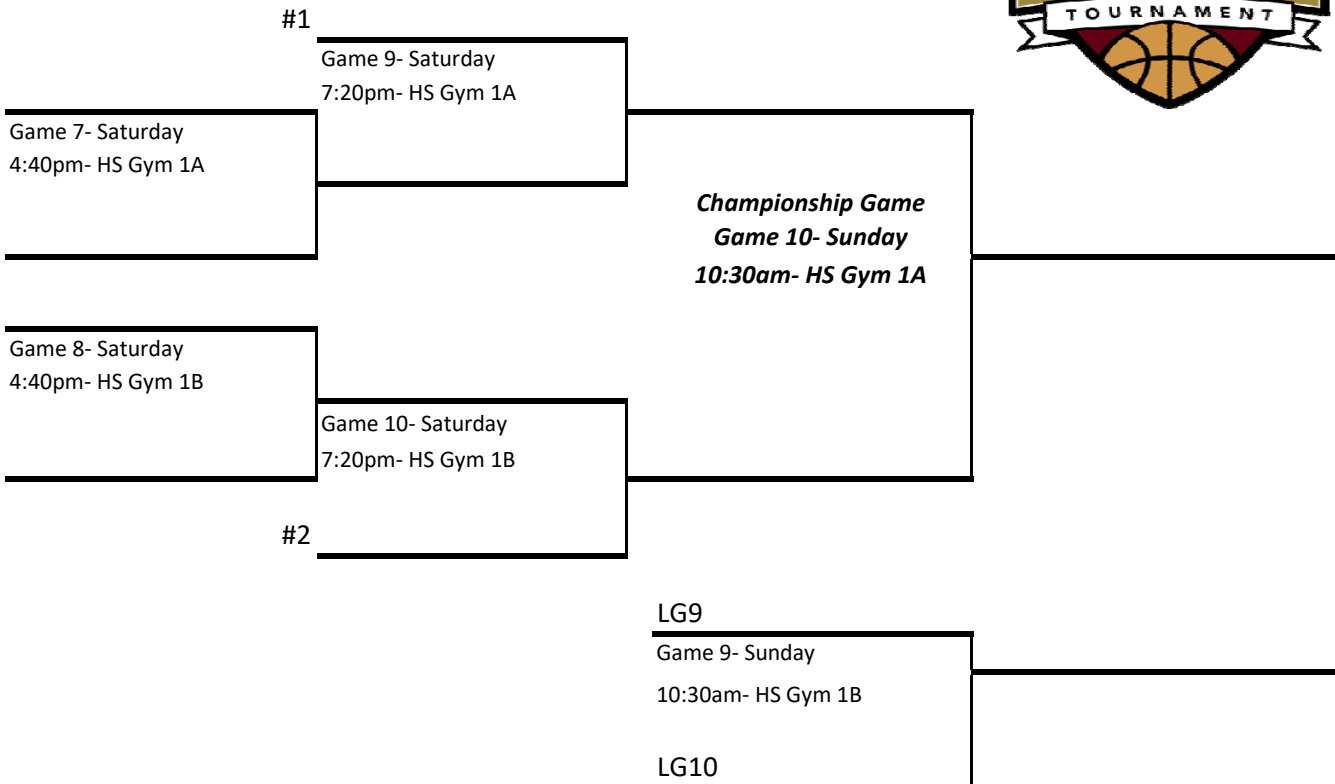 TOURNAMENT
#1
Game 9- Saturday
7:20pm- HS Gym 1A
Game 7- Saturday
4:40pm- HS Gym 1A
Championship Game
Game 10- Sunday
10:30am- HS Gym 1A
Game 8- Saturday
4:40pm- HS Gym 1B
Game 10- Saturday
7:20pm- HS Gym 1B
#2
LG9
Game 9- Sunday
10:30am- HS Gym 1B
LG10